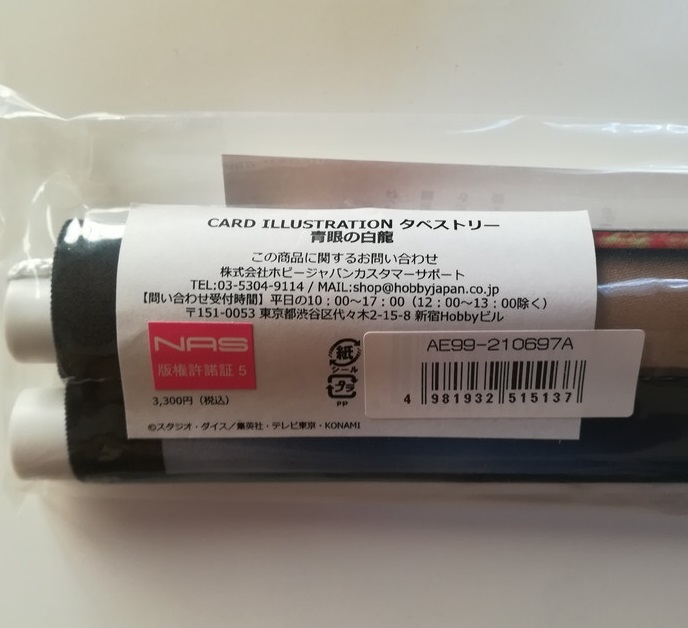 CARD ILLUSTRATION タペストリー
青眼の白龍
この商品に関するお問い合わせ
株式会社ホビージャパンカスタマーサポート
TEL:03-5304-9114 / MAIL:shop@hobbyjapan.co.jp
【問い合わせ受付時間】平日の10：00～17：00（12：00～13：00除く）
〒151-0053 東京都渋谷区代々木2-15-8 新宿Hobbyビル
NAS
版権許諾証 5
紙
シール
プラ
PP
AE99-210697A
4 981932 515137
3,300円（税込）
©スタジオ・ダイス／集英社・テレビ東京・KONAMI